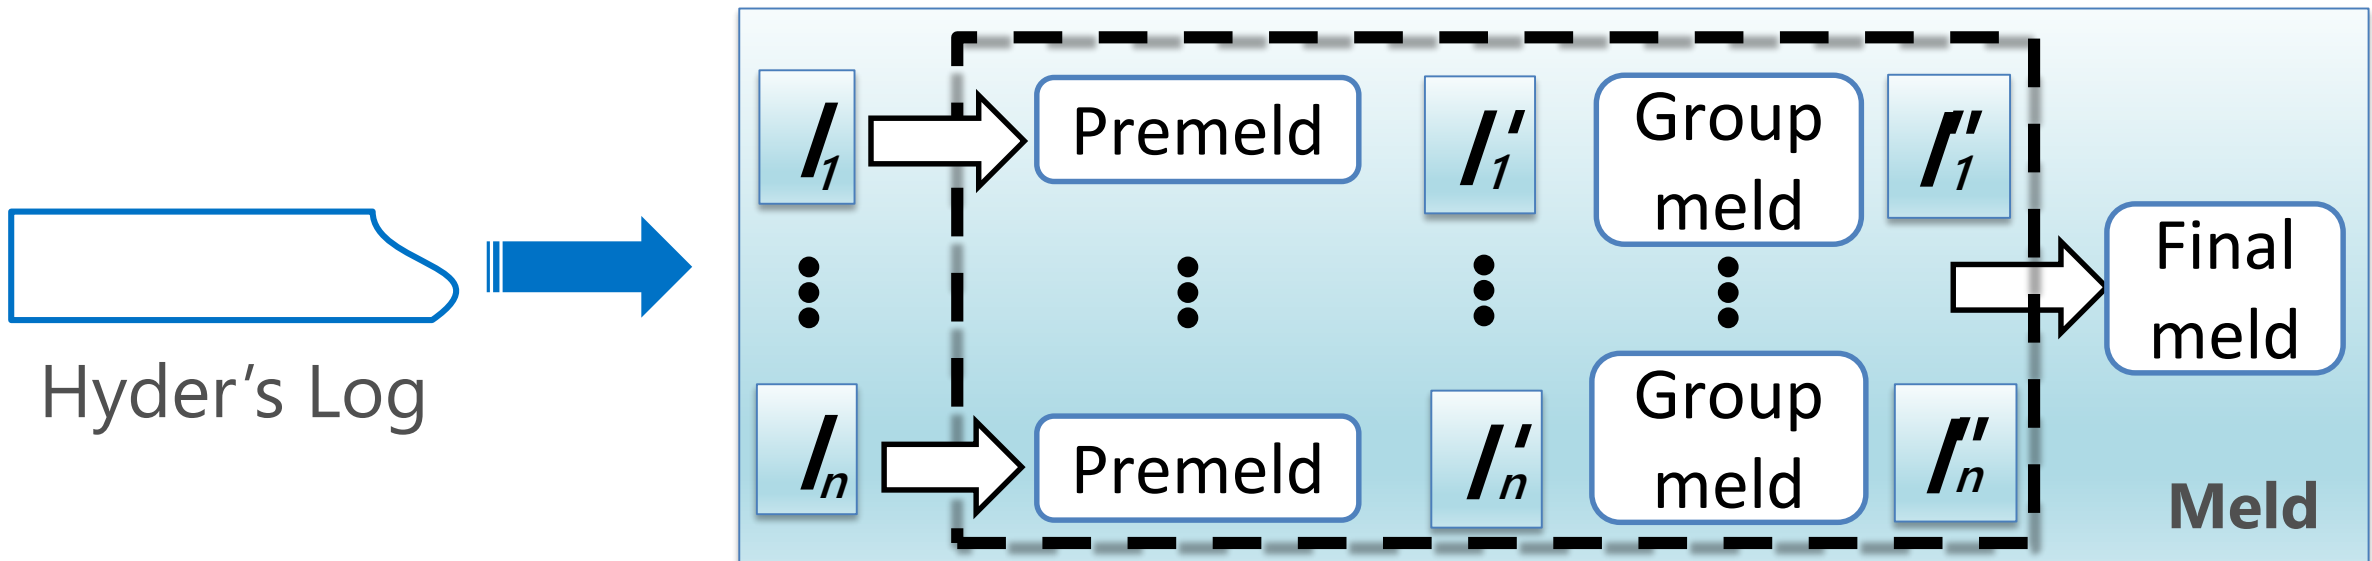 I1
Premeld
I'1
Group
meld
I''1
Final
meld
Hyder's Log
In
Premeld
I'n
Group
meld
I''n
Meld